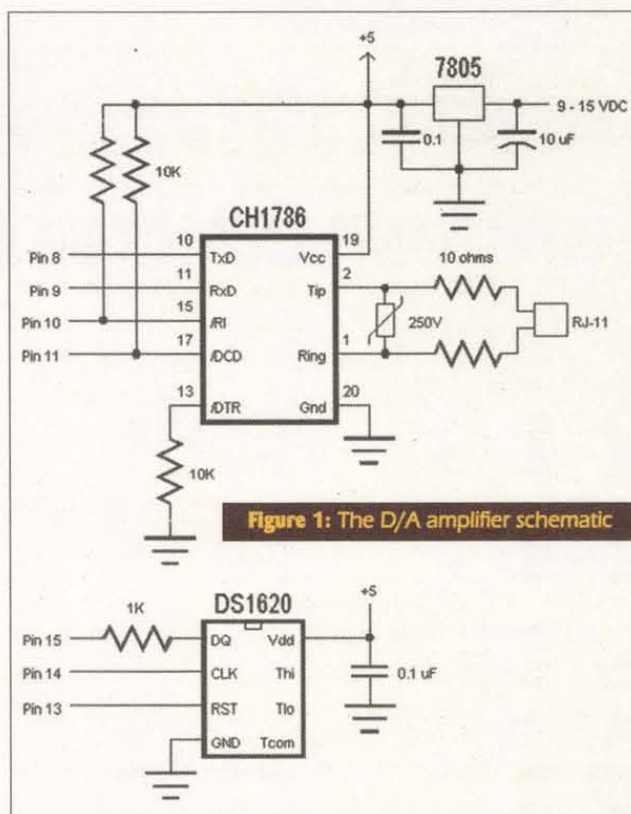 +5
7805
9 - 15 VDC
0.1
10 uF
10K
CH1786
Pin 8
10
TxD
Vcc
19
Pin 9
11
RxD
Tip
2
10 ohms
Pin 10
15
/RI
250V
RJ-11
Pin 11
17
/DCD
Ring
1
13
/DTR
Gnd
20
10K
Figure 1: The D/A amplifier schematic
+5
DS1620
1K
Pin 15
DQ
Vdd
Pin 14
CLK
Thi
0.1 uF
Pin 13
RST
Tlo
GND
Tcom